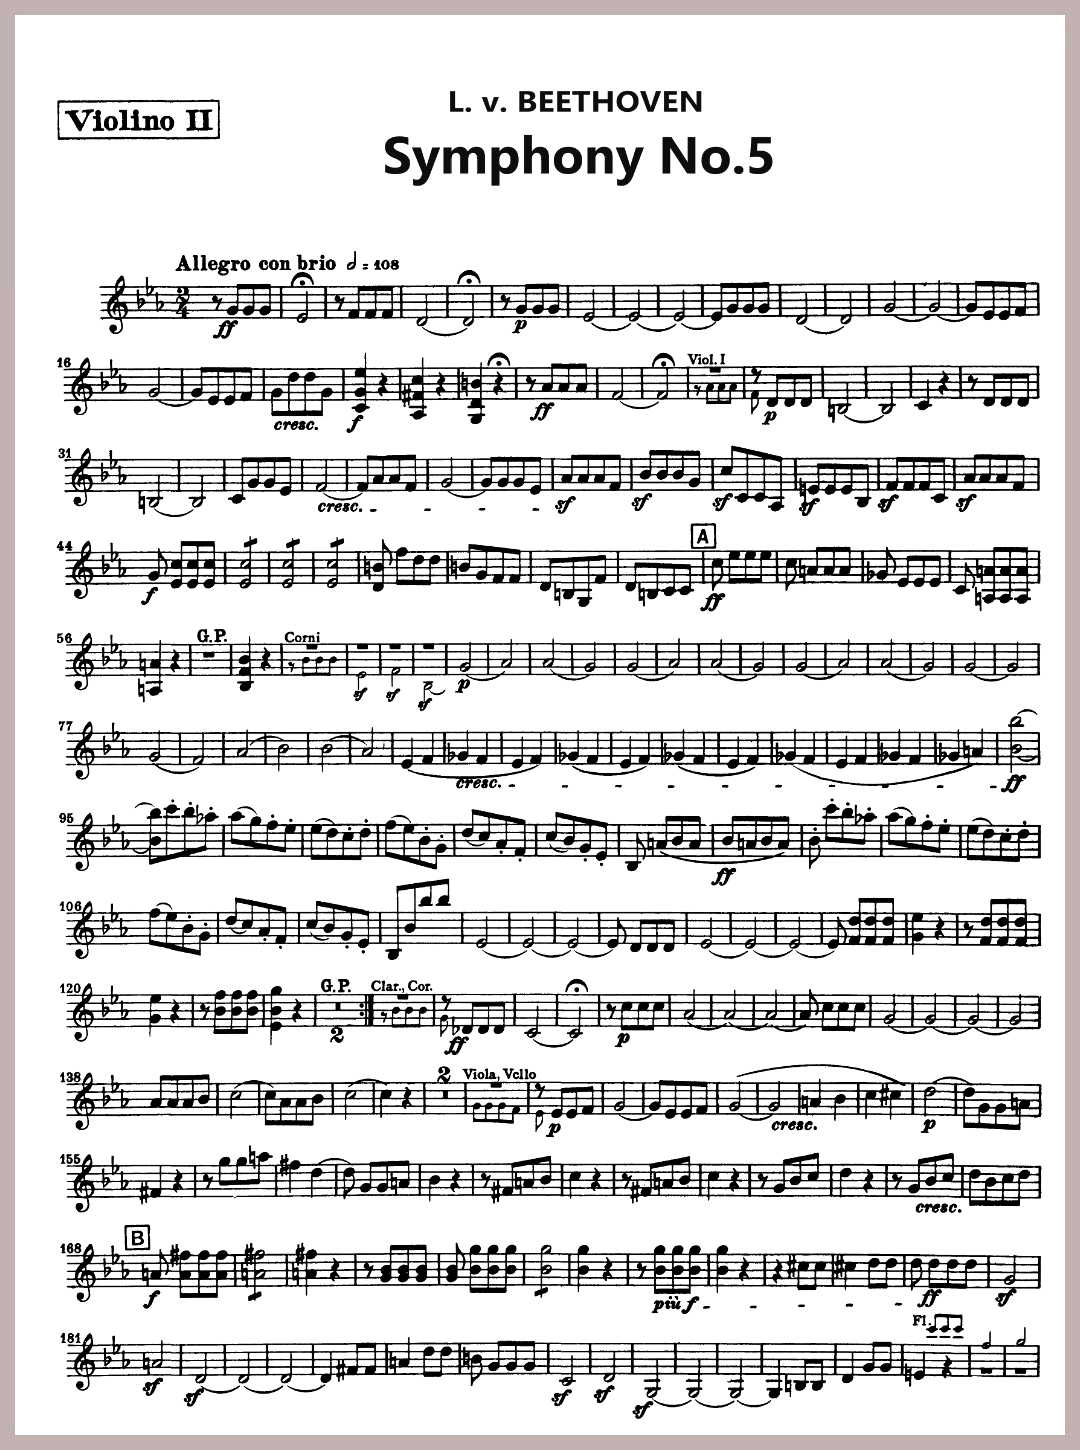 L. v. BEETHOVEN
Violino II
Symphony No.5
Allegro con brio = 108
2
4
ff
p
16
Viol. I
cresc.
f
ff
p
31
cresc.
sf
sf
sf
sf
sf
sf
A
44
f
ff
56
G.P.
Corni
sf
sf
sf
p
77
cresc.
ff
95
ff
106
120
G.P.
2
Clar., Cor.
ff
p
138
2
Viola, Vcllo
p
cresc.
p
155
cresc.
B
168
f
più f
ff
sf
Fl.
181
sf
sf
sf
sf
sf